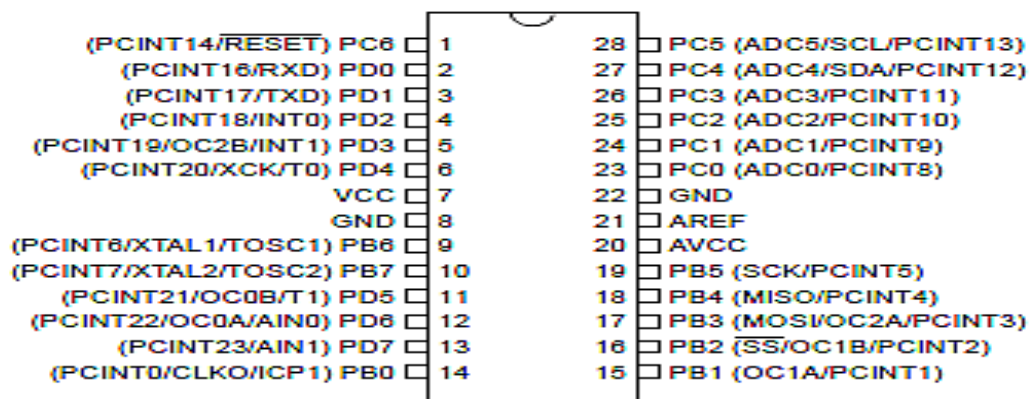 (PCINT14/RESET) PC6 1 28 PC5 (ADC5/SCL/PCINT13)
(PCINT16/RXD) PD0 2 27 PC4 (ADC4/SDA/PCINT12)
(PCINT17/TXD) PD1 3 26 PC3 (ADC3/PCINT11)
(PCINT18/INT0) PD2 4 25 PC2 (ADC2/PCINT10)
(PCINT19/OC2B/INT1) PD3 5 24 PC1 (ADC1/PCINT9)
(PCINT20/XCK/T0) PD4 6 23 PC0 (ADC0/PCINT8)
VCC 7 22 GND
GND 8 21 AREF
(PCINT6/XTAL1/TOSC1) PB6 9 20 AVCC
(PCINT7/XTAL2/TOSC2) PB7 10 19 PB5 (SCK/PCINT5)
(PCINT21/OC0B/T1) PD5 11 18 PB4 (MISO/PCINT4)
(PCINT22/OC0A/AIN0) PD6 12 17 PB3 (MOSI/OC2A/PCINT3)
(PCINT23/AIN1) PD7 13 16 PB2 (SS/OC1B/PCINT2)
(PCINT0/CLKO/ICP1) PB0 14 15 PB1 (OC1A/PCINT1)